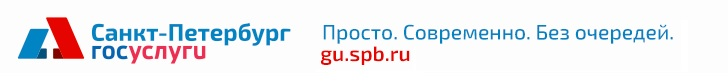 Санкт-Петербург
госуслуги
Просто. Современно. Без очередей.
gu.spb.ru